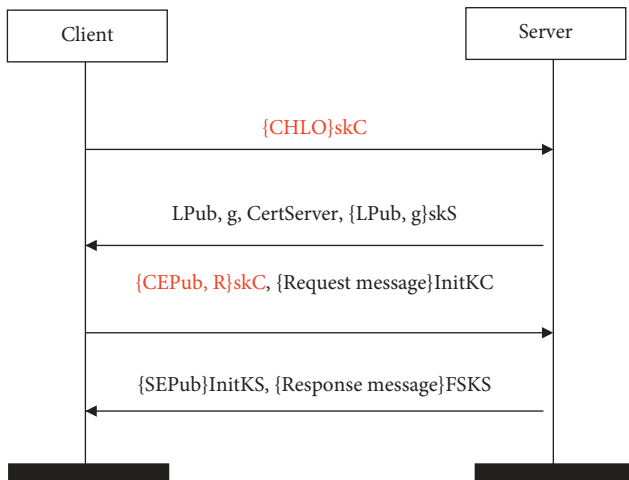 Client
Server
{CHLO}skC
LPub, g, CertServer, {LPub, g}skS
{CEPub, R}skC, {Request message}InitKC
{SEPub}InitKS, {Response message}FSKS